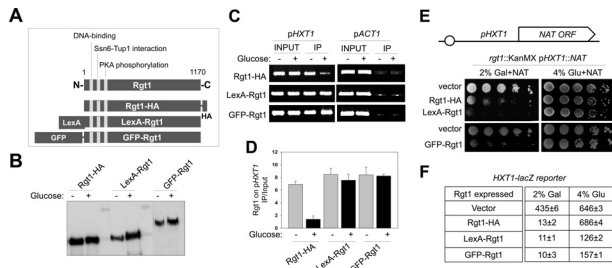 A
DNA-binding
Ssn6-Tup1 interaction
PKA phosphorylation
1 1170
N- Rgt1 -C
Rgt1-HA
HA
LexA LexA-Rgt1
GFP GFP-Rgt1
B
Rgt1-HA LexA-Rgt1 GFP-Rgt1
Glucose: - + - + - +
C
pHXT1 pACT1
INPUT IP INPUT IP
Glucose: - + - + - + - +
Rgt1-HA
LexA-Rgt1
GFP-Rgt1
D
Rgt1 on pHXT1
IP/Input
10
8
6
4
2
0
Glucose: - + - + - +
Rgt1-HA LexA-Rgt1 GFP-Rgt1
E
pHXT1 NAT ORF
rgt1::KanMX pHXT1::NAT
2% Gal+NAT 4% Glu+NAT
vector
Rgt1-HA
LexA-Rgt1
vector
GFP-Rgt1
F
HXT1-lacZ reporter
Rgt1 expressed 2% Gal 4% Glu
Vector 435±6 646±3
Rgt1-HA 13±2 686±4
LexA-Rgt1 11±1 126±2
GFP-Rgt1 10±3 157±1